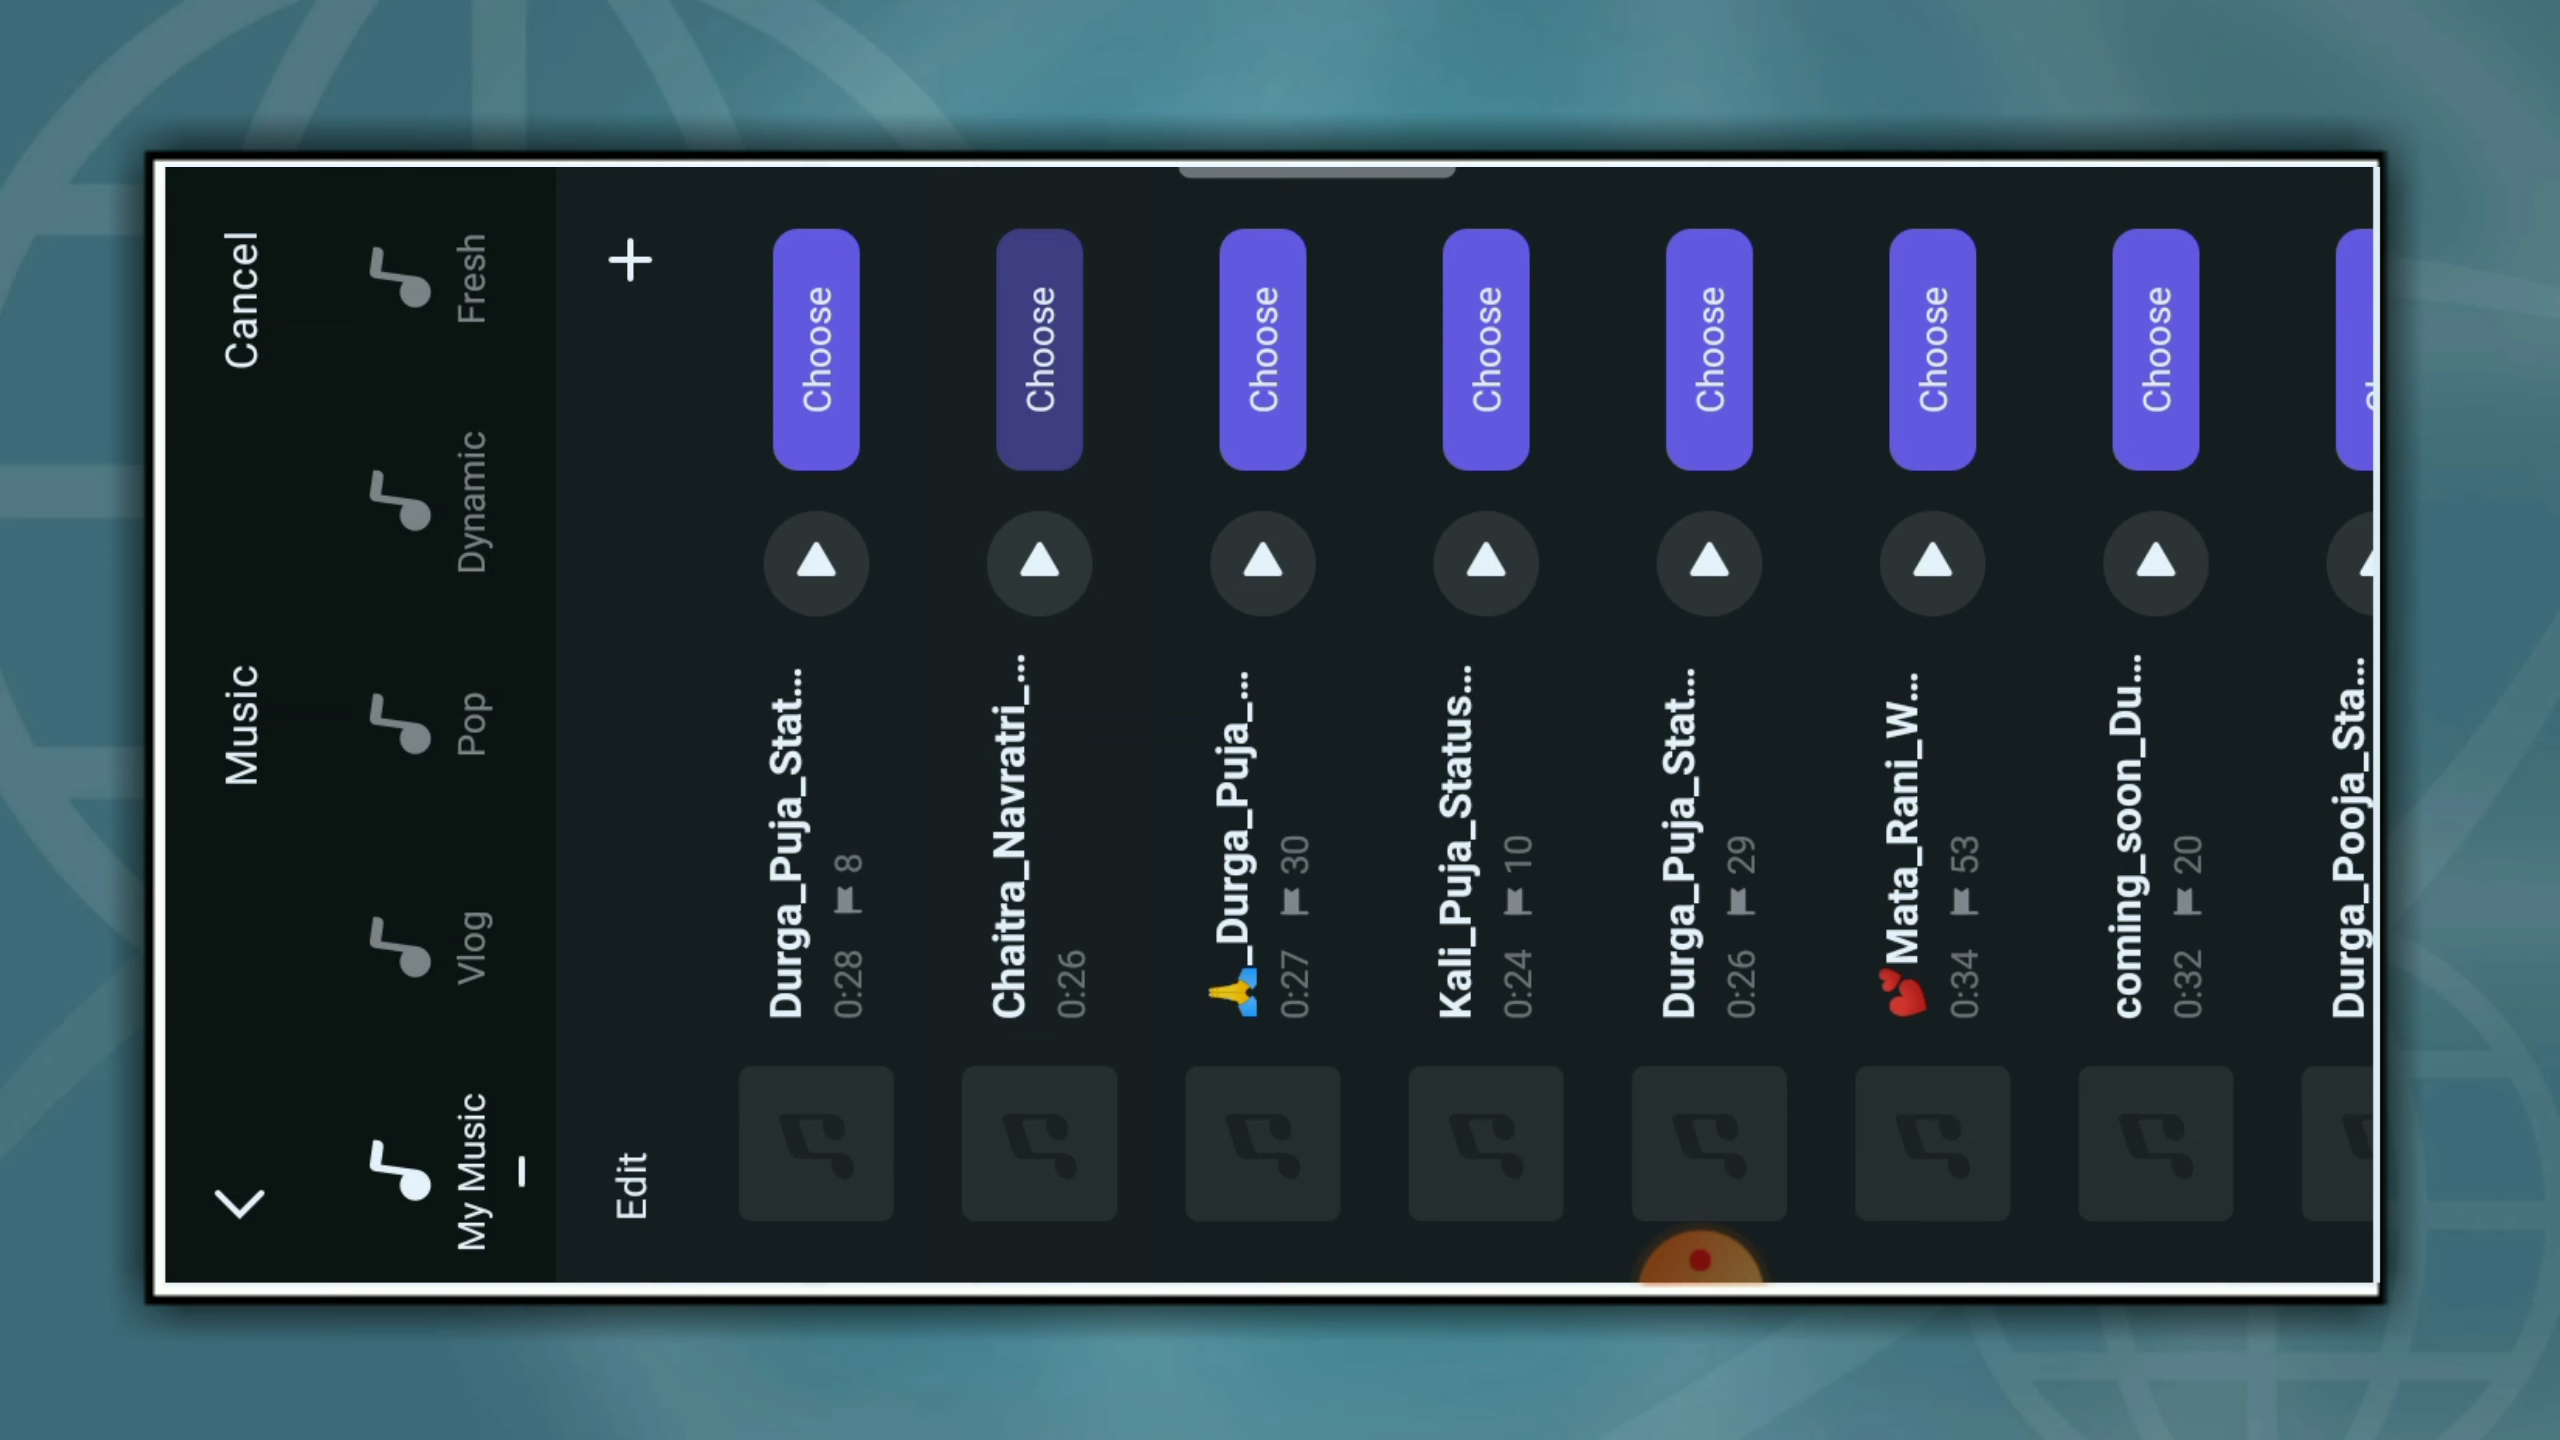 Music
Cancel
My Music
Vlog
Pop
Dynamic
Fresh
Edit
+
Durga_Puja_Stat...
0:28 8
Choose
Chaitra_Navratri_...
0:26
Choose
🙏_Durga_Puja_...
0:27 30
Choose
Kali_Puja_Status...
0:24 10
Choose
Durga_Puja_Stat...
0:26 29
Choose
💕Mata_Rani_W...
0:34 53
Choose
coming_soon_Du...
0:32 20
Choose
Durga_Pooja_Sta...